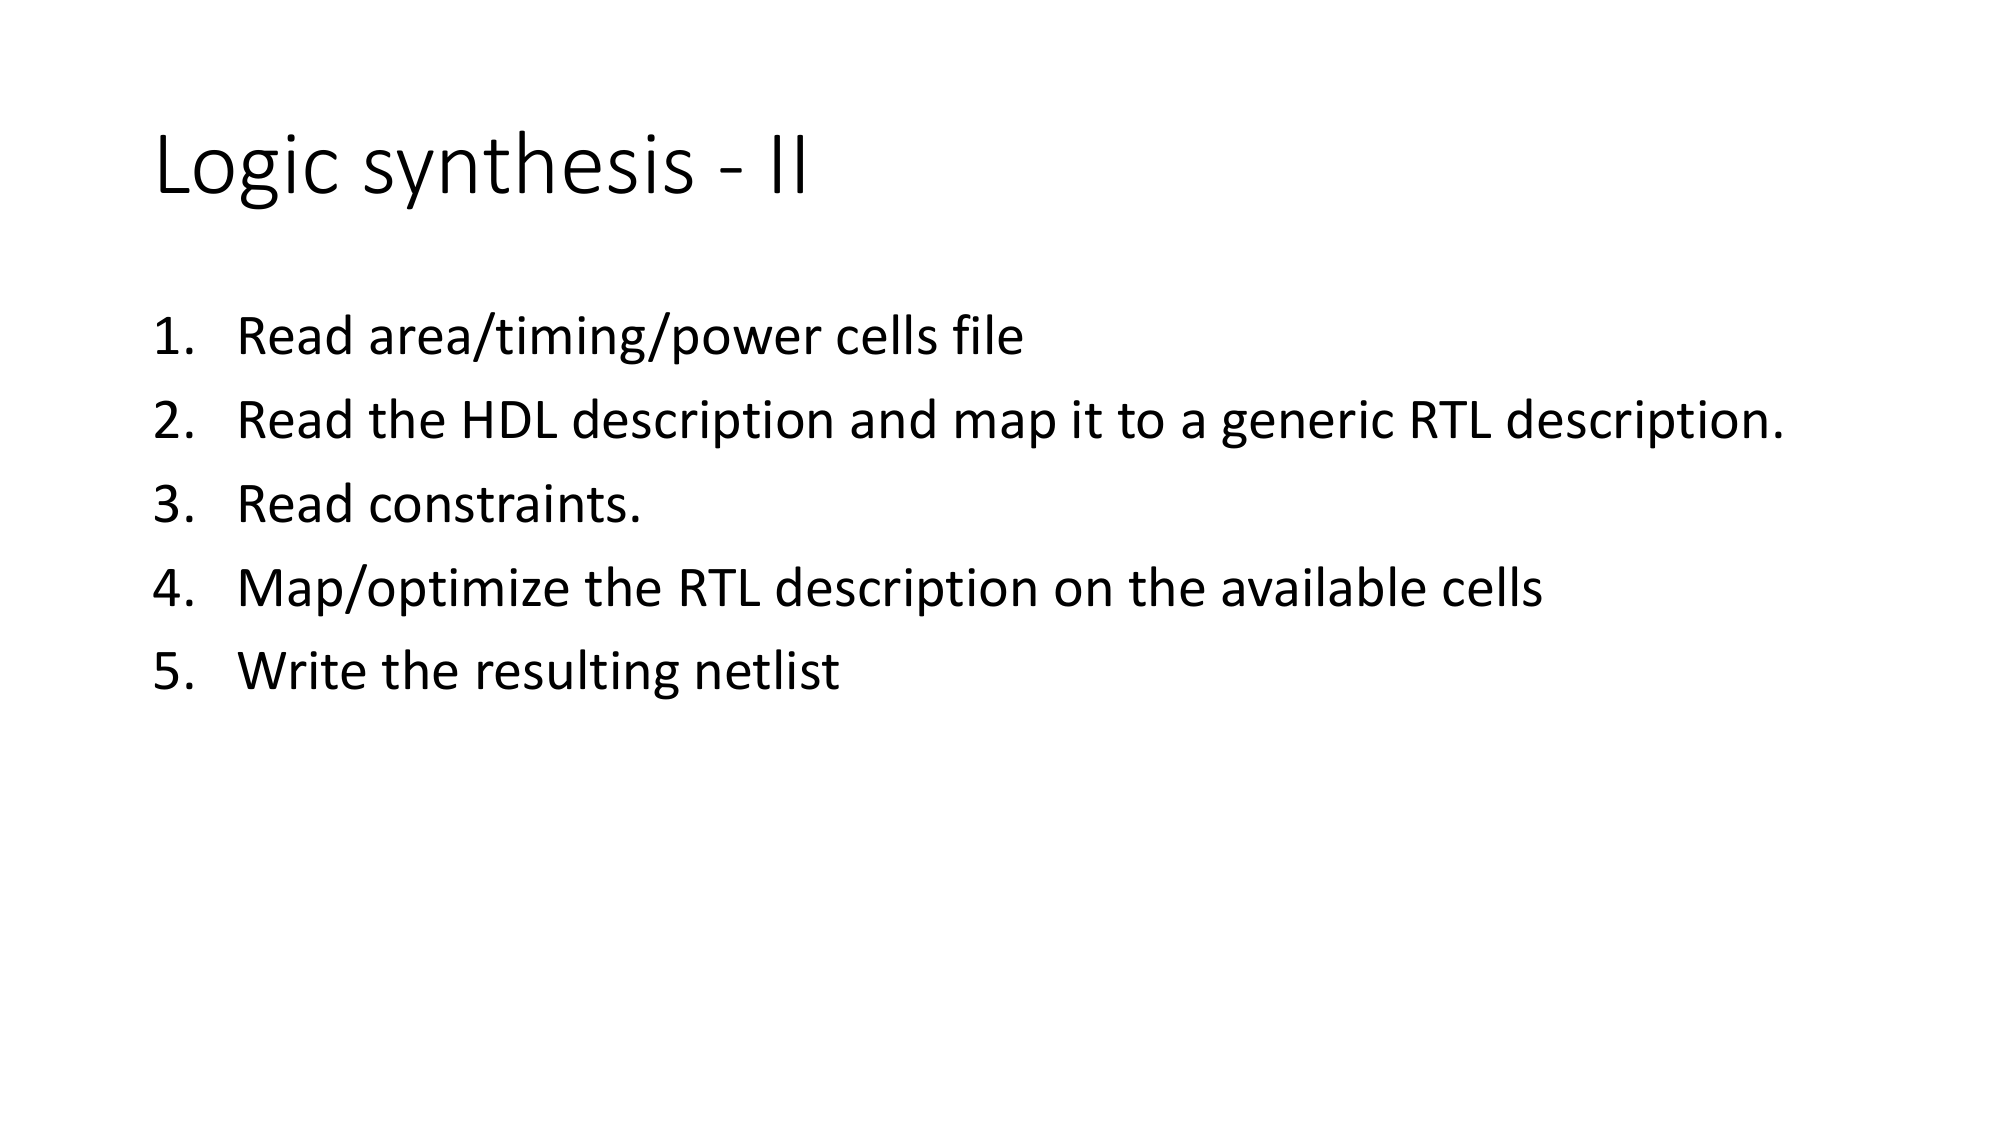 Logic synthesis - II
1. Read area/timing/power cells file
2. Read the HDL description and map it to a generic RTL description.
3. Read constraints.
4. Map/optimize the RTL description on the available cells
5. Write the resulting netlist